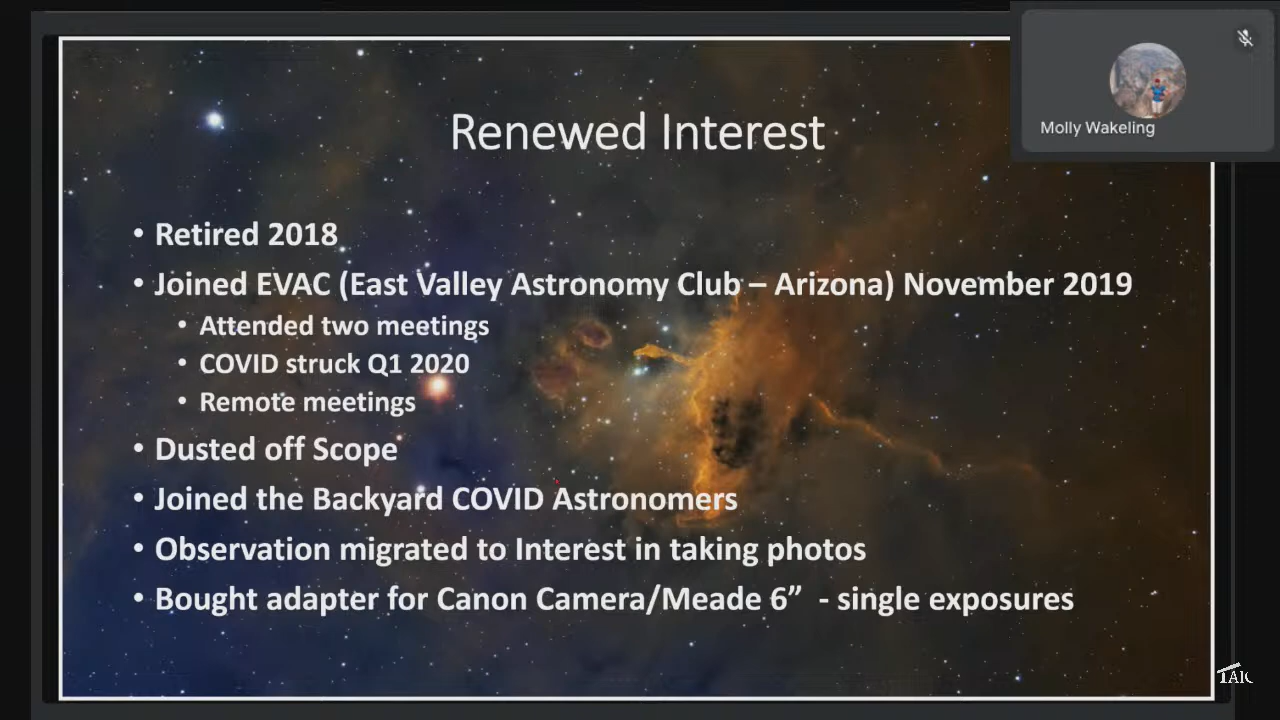 Renewed Interest
Molly Wakeling
• Retired 2018
• Joined EVAC (East Valley Astronomy Club – Arizona) November 2019
• Attended two meetings
• COVID struck Q1 2020
• Remote meetings
• Dusted off Scope
• Joined the Backyard COVID Astronomers
• Observation migrated to Interest in taking photos
• Bought adapter for Canon Camera/Meade 6” - single exposures